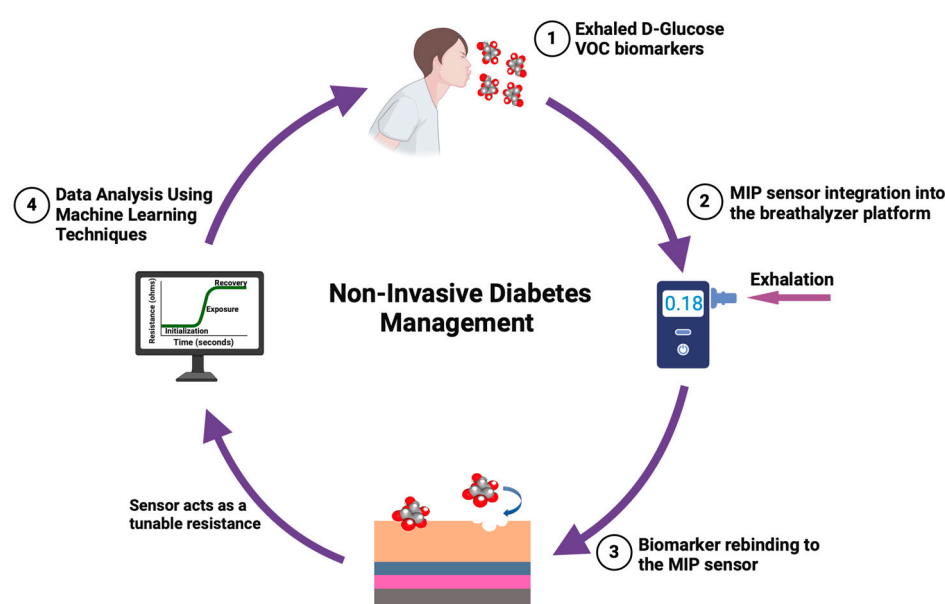 1
Exhaled D-Glucose
VOC biomarkers
2
MIP sensor integration into
the breathalyzer platform
Exhalation
0.18
3
Biomarker rebinding to
the MIP sensor
Sensor acts as a
tunable resistance
4
Data Analysis Using
Machine Learning
Techniques
Resistance (ohms)
Recovery
Exposure
Initialization
Time (seconds)
Non-Invasive Diabetes
Management